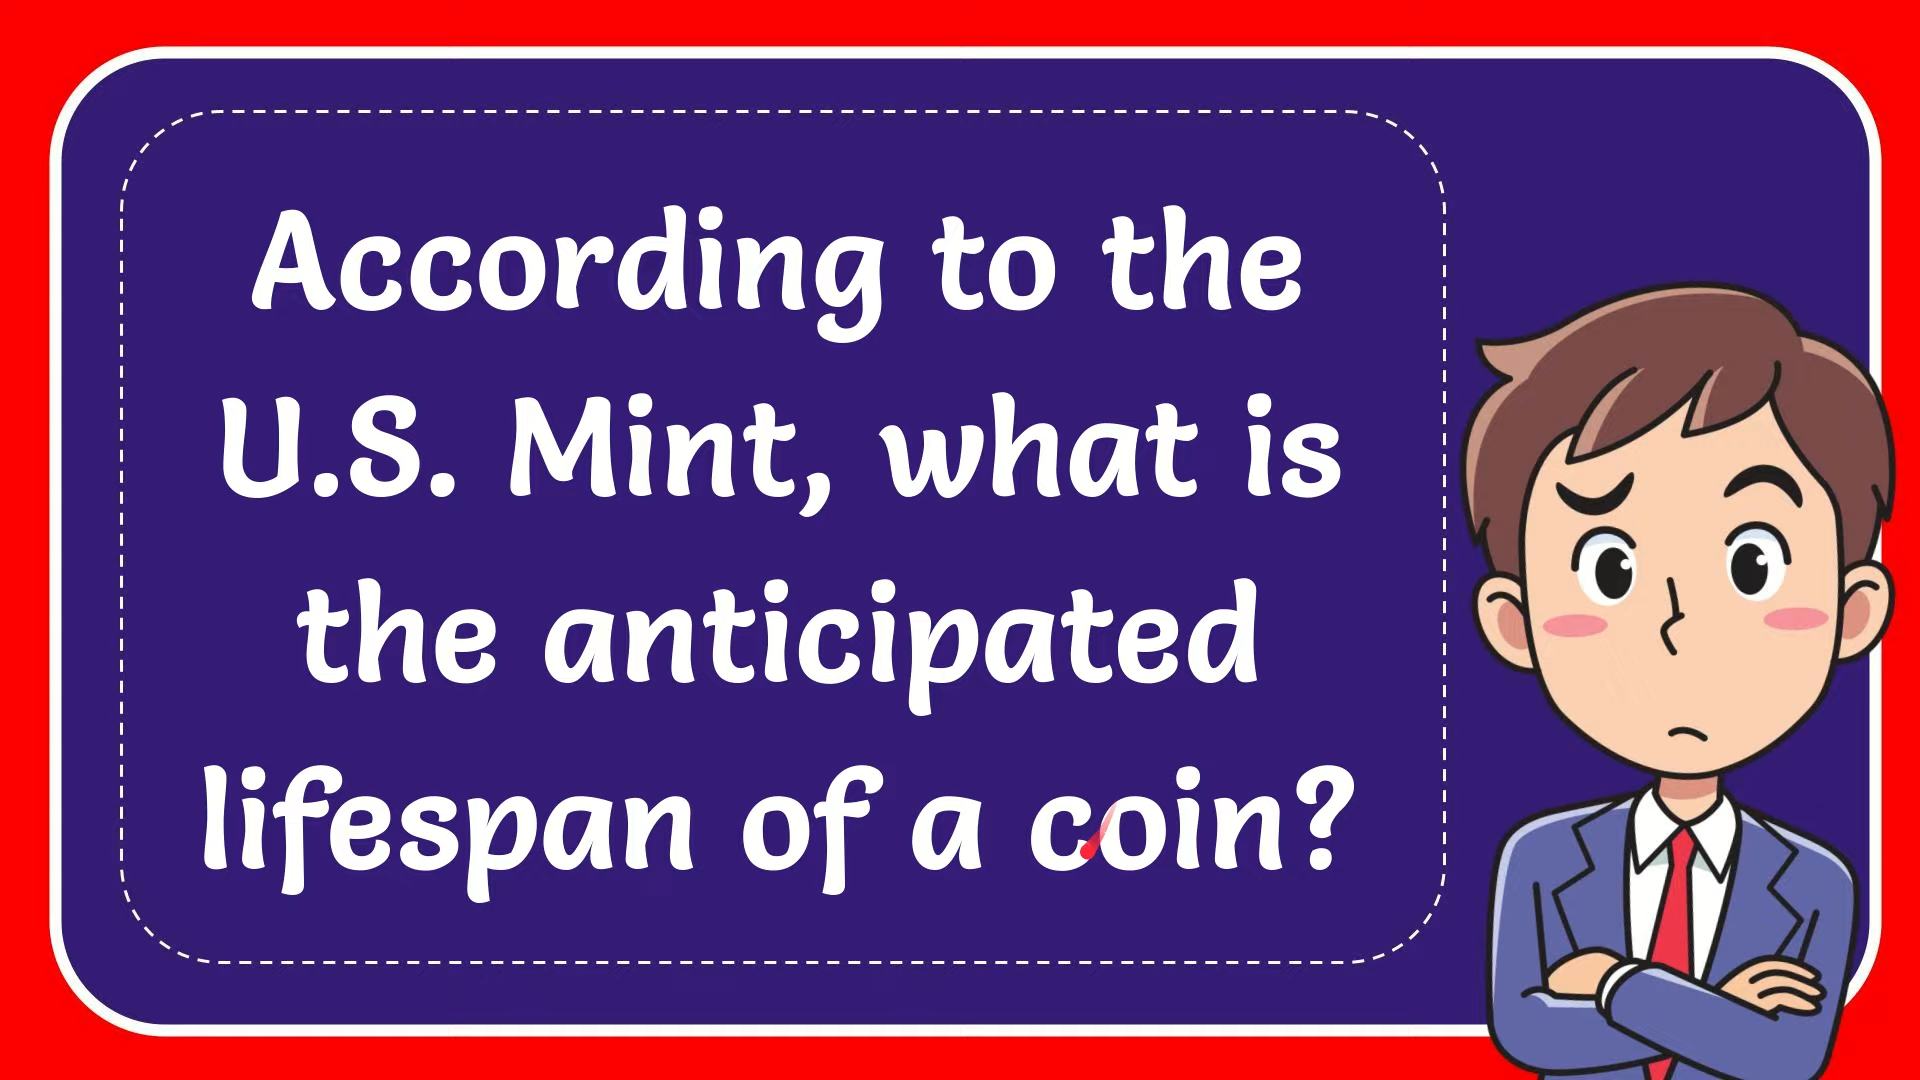 According to the
U.S. Mint, what is
the anticipated
lifespan of a coin?